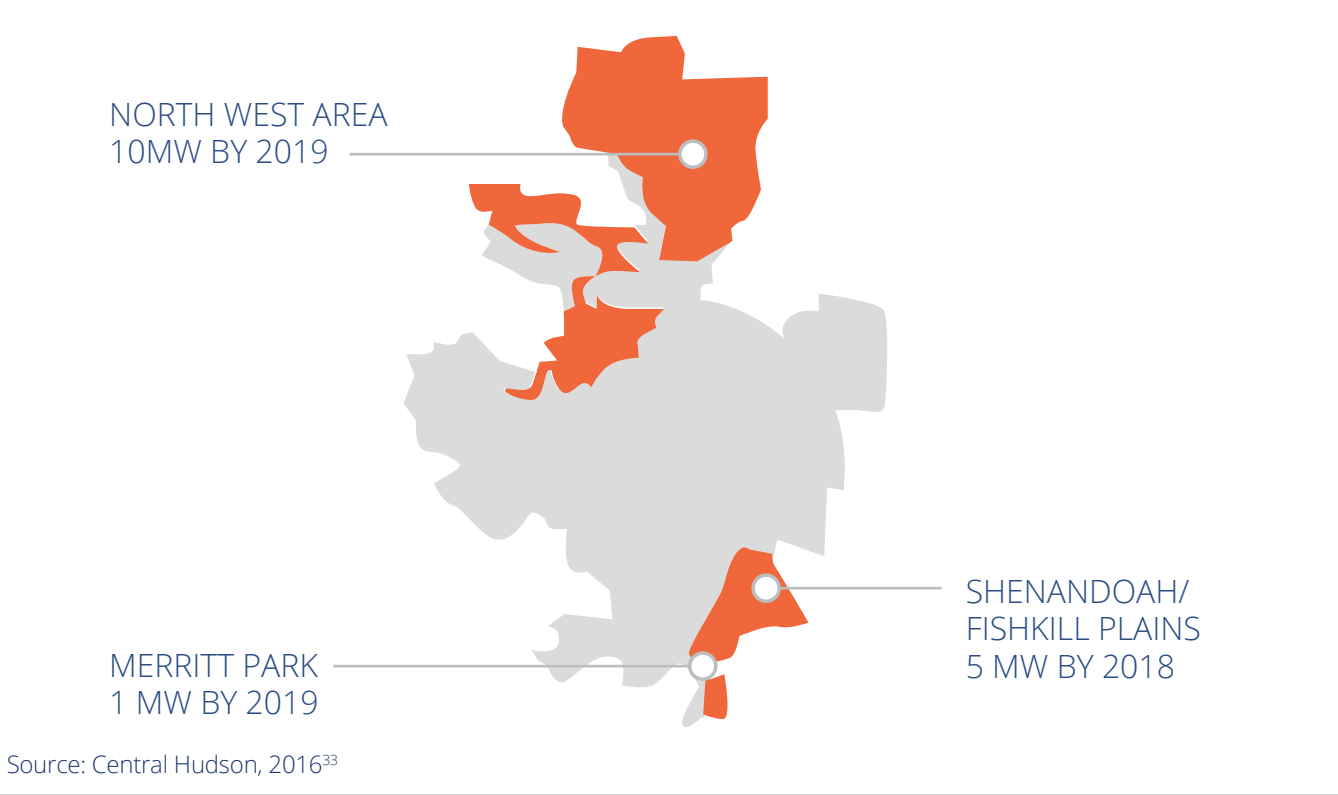 NORTH WEST AREA
10MW BY 2019
SHENANDOAH/
FISHKILL PLAINS
5 MW BY 2018
MERRITT PARK
1 MW BY 2019
Source: Central Hudson, 2016³³